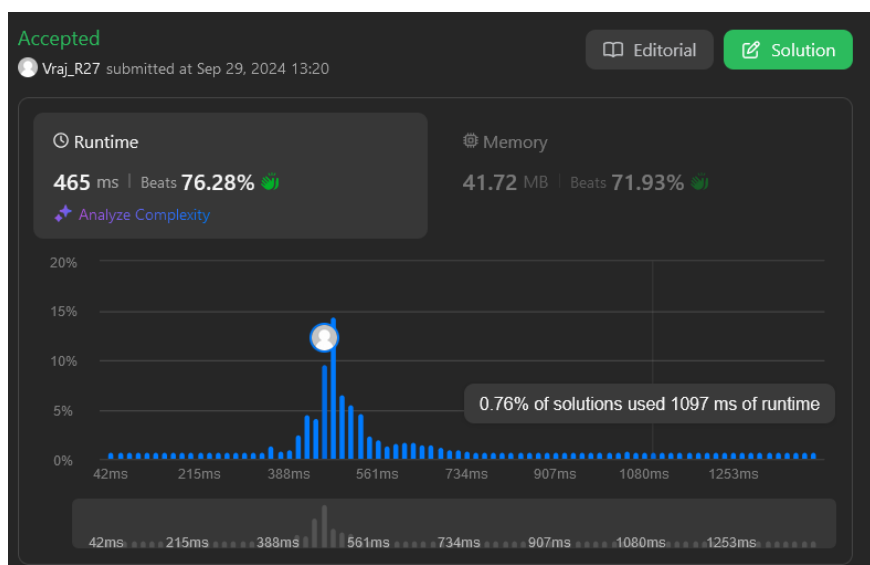 Accepted
Editorial
Solution
Vraj_R27 submitted at Sep 29, 2024 13:20
Runtime
465 ms | Beats 76.28%
Analyze Complexity
Memory
41.72 MB | Beats 71.93%
20%
15%
10%
5%
0%
0.76% of solutions used 1097 ms of runtime
42ms 215ms 388ms 561ms 734ms 907ms 1080ms 1253ms
42ms 215ms 388ms 561ms 734ms 907ms 1080ms 1253ms